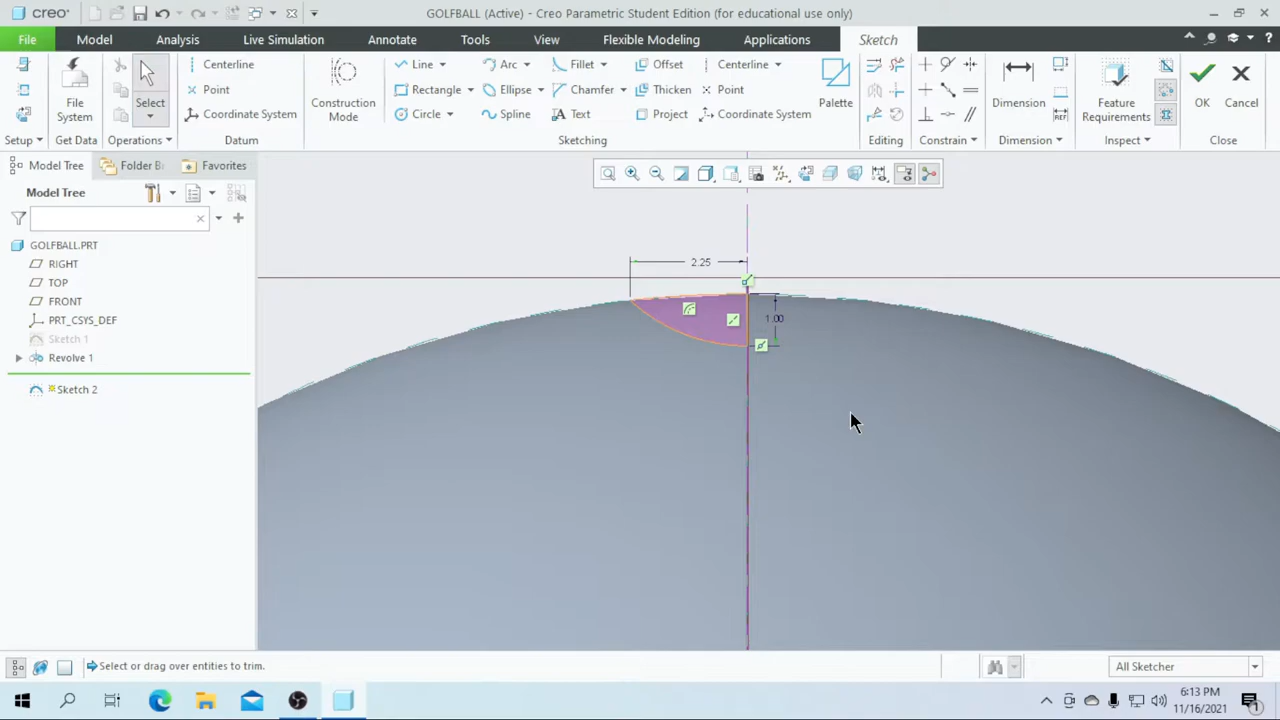 creo GOLFBALL (Active) - Creo Parametric Student Edition (for educational use only)
File Model Analysis Live Simulation Annotate Tools View Flexible Modeling Applications Sketch
Centerline Line Arc Fillet Offset Centerline
Point Rectangle Ellipse Chamfer Thicken Point
File System Select Coordinate System Construction Mode Circle Spline Text Project Coordinate System Palette Dimension Feature Requirements OK Cancel
Setup Get Data Operations Datum Sketching Editing Constrain Dimension Inspect Close
Model Tree Folder B Favorites
Model Tree
GOLFBALL.PRT
RIGHT
TOP
FRONT
PRT_CSYS_DEF
Sketch 1
Revolve 1
Sketch 2
2.25
1.00
REF
Select or drag over entities to trim.
All Sketcher
6:13 PM
11/16/2021
1